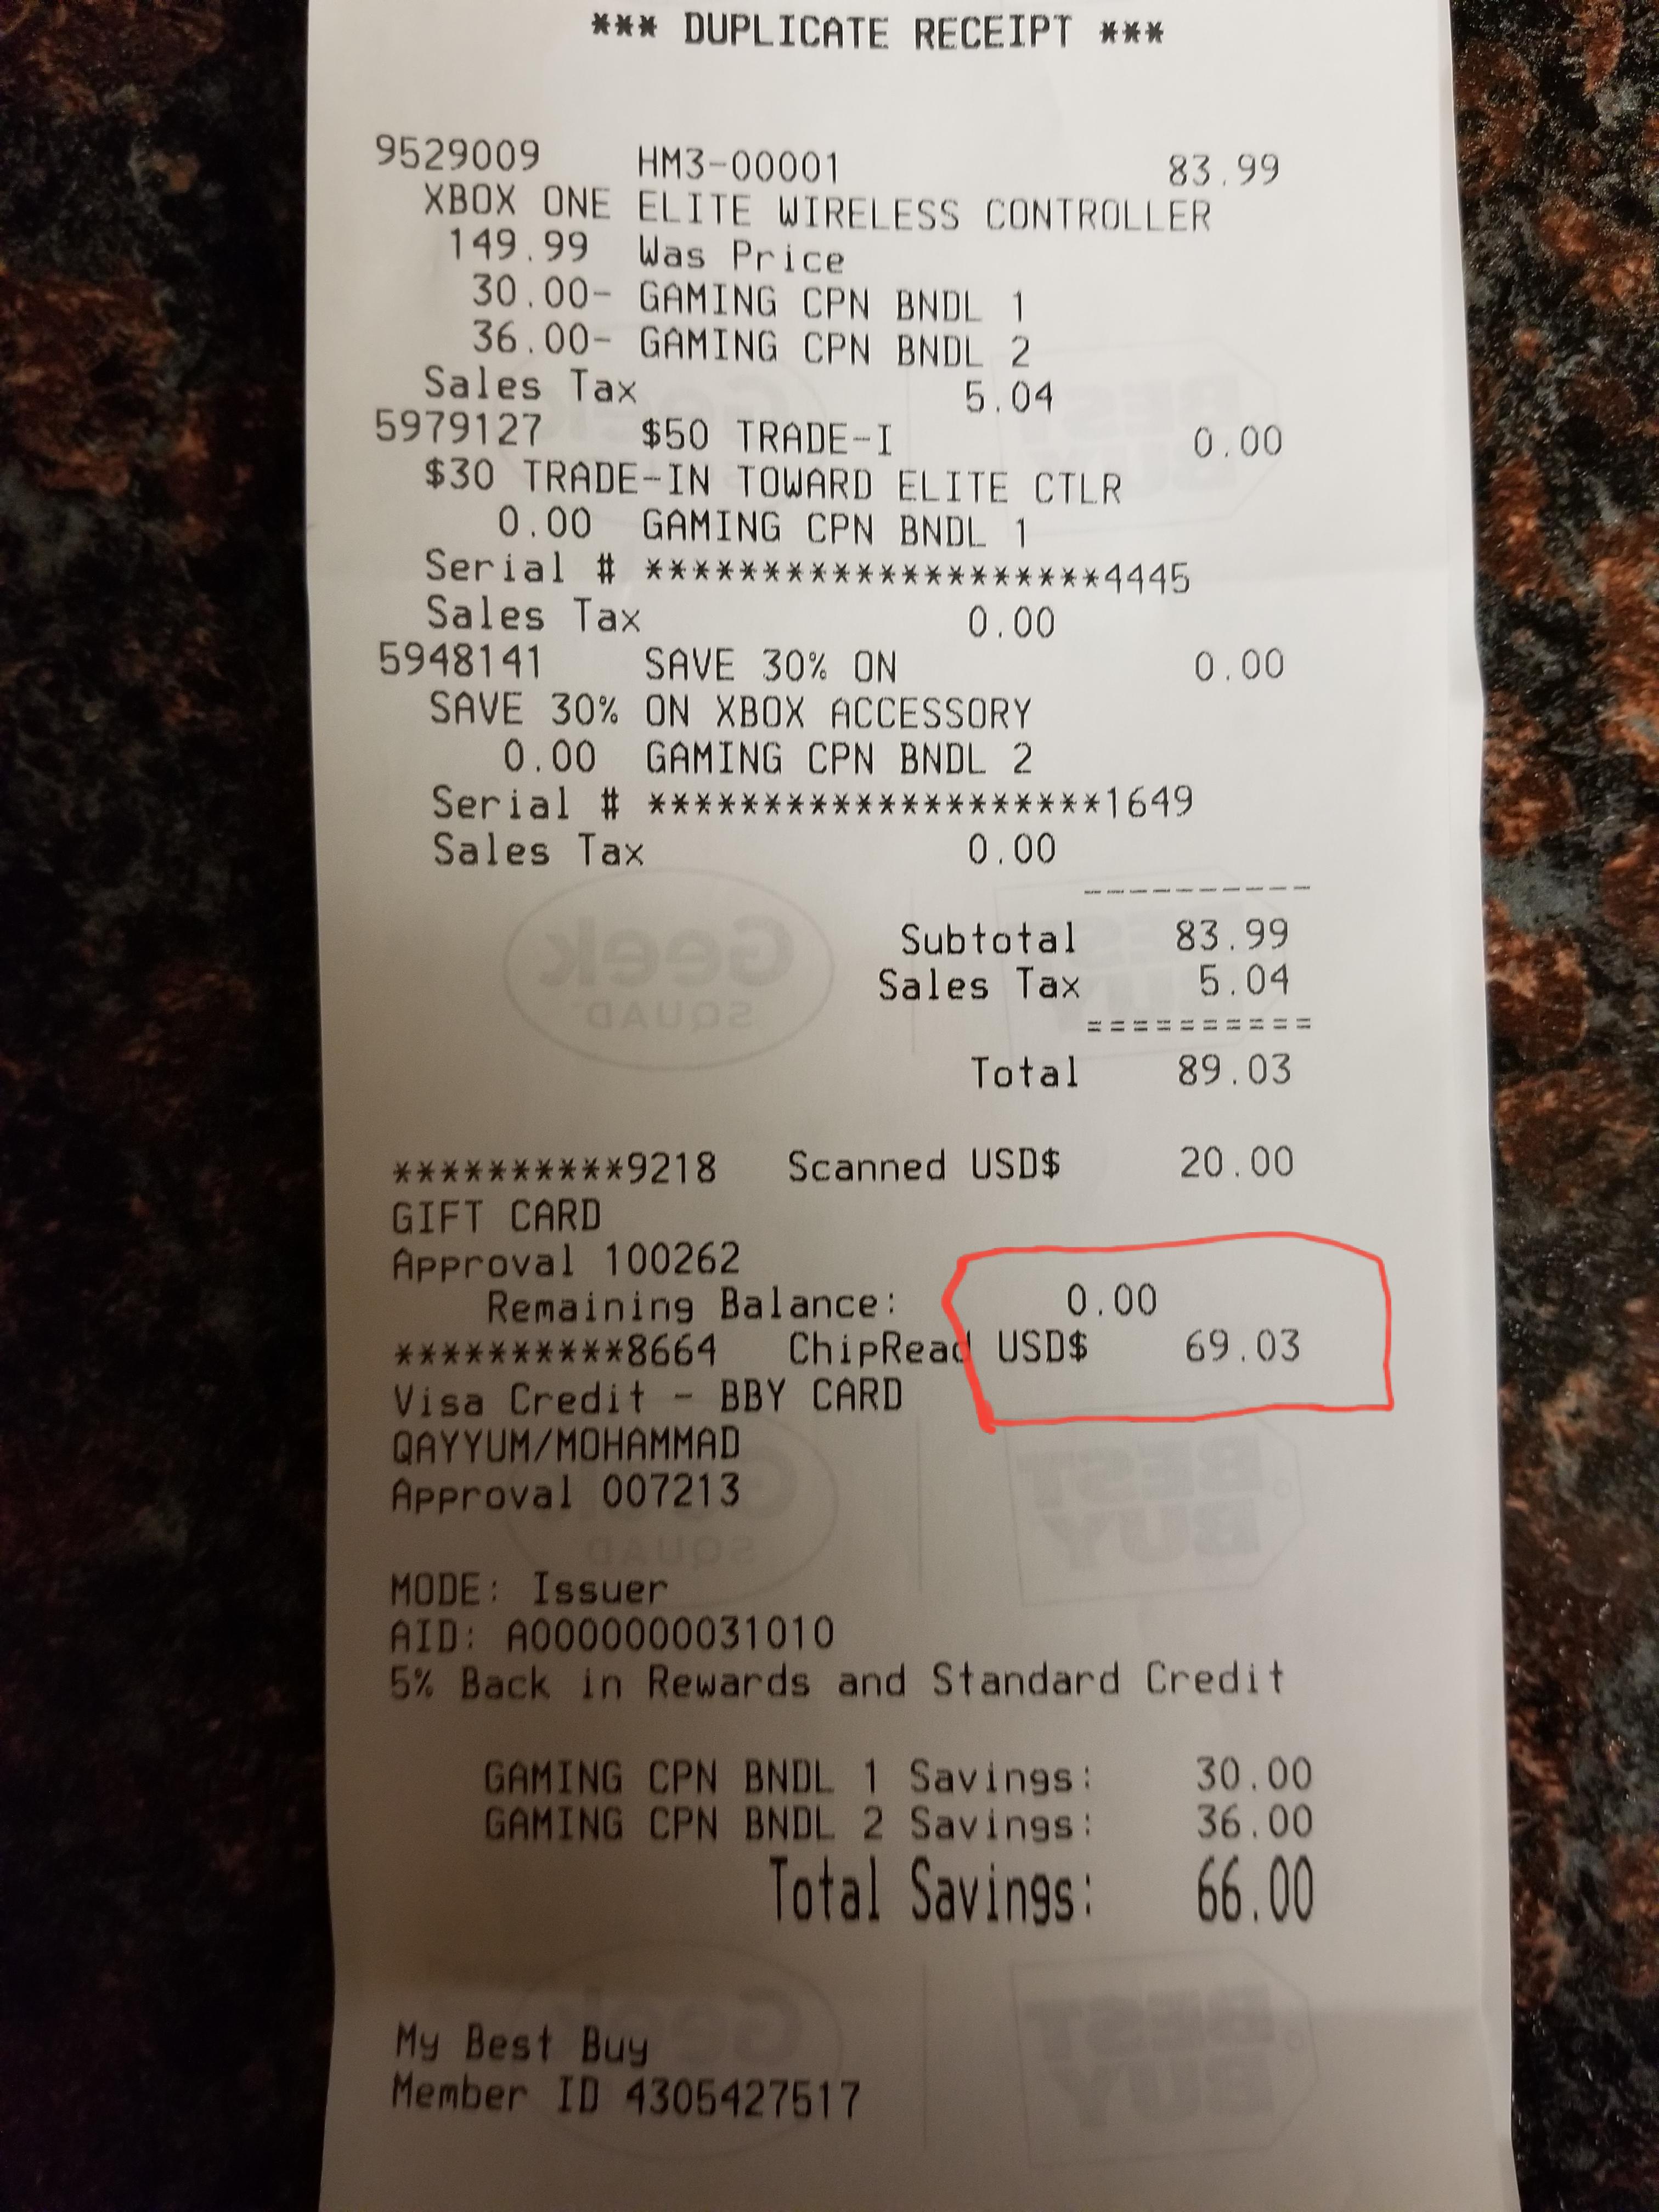 *** DUPLICATE RECEIPT ***
9529009 HM3-00001 83.99
XBOX ONE ELITE WIRELESS CONTROLLER
149.99 Was Price
30.00- GAMING CPN BNDL 1
36.00- GAMING CPN BNDL 2
Sales Tax 5.04
5979127 $50 TRADE-I 0.00
$30 TRADE-IN TOWARD ELITE CTLR
0.00 GAMING CPN BNDL 1
Serial # ********************4445
Sales Tax 0.00
5948141 SAVE 30% ON 0.00
SAVE 30% ON XBOX ACCESSORY
0.00 GAMING CPN BNDL 2
Serial # ********************1649
Sales Tax 0.00
----------
Subtotal 83.99
Sales Tax 5.04
==========
Total 89.03
**********9218 Scanned USD$ 20.00
GIFT CARD
Approval 100262
Remaining Balance: 0.00
**********8664 ChipRead USD$ 69.03
Visa Credit - BBY CARD
QAYYUM/MOHAMMAD
Approval 007213
MODE: Issuer
AID: A0000000031010
5% Back in Rewards and Standard Credit
GAMING CPN BNDL 1 Savings: 30.00
GAMING CPN BNDL 2 Savings: 36.00
Total Savings: 66.00
My Best Buy
Member ID 4305427517